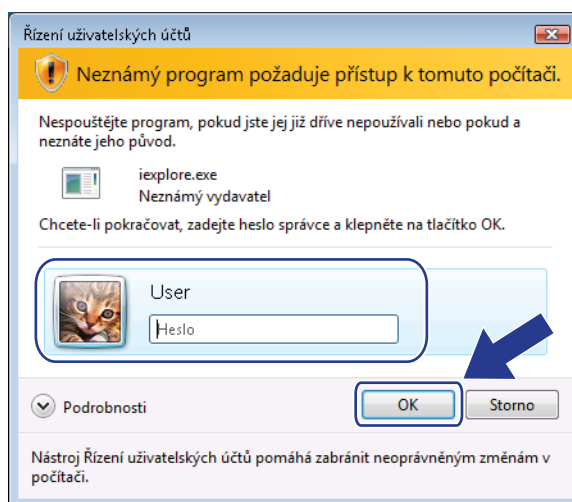 Řízení uživatelských účtů
Neznámý program požaduje přístup k tomuto počítači.
Nespouštějte program, pokud jste jej již dříve nepoužívali nebo pokud a
neznáte jeho původ.
iexplore.exe
Neznámý vydavatel
Chcete-li pokračovat, zadejte heslo správce a klepněte na tlačítko OK.
User
Heslo
Podrobnosti
OK
Storno
Nástroj Řízení uživatelských účtů pomáhá zabránit neoprávněným změnám v
počítači.